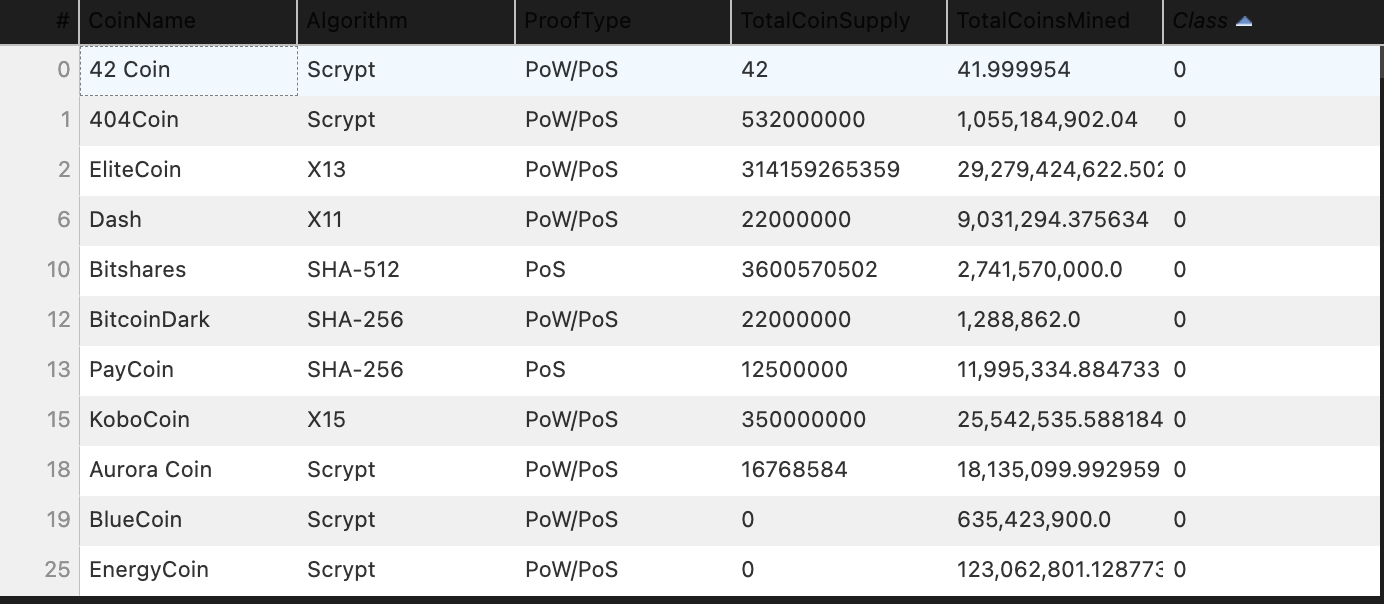 # CoinName Algorithm ProofType TotalCoinSupply TotalCoinsMined Class
0 42 Coin Scrypt PoW/PoS 42 41.999954 0
1 404Coin Scrypt PoW/PoS 532000000 1,055,184,902.04 0
2 EliteCoin X13 PoW/PoS 314159265359 29,279,424,622.502 0
6 Dash X11 PoW/PoS 22000000 9,031,294.375634 0
10 Bitshares SHA-512 PoS 3600570502 2,741,570,000.0 0
12 BitcoinDark SHA-256 PoW/PoS 22000000 1,288,862.0 0
13 PayCoin SHA-256 PoS 12500000 11,995,334.884733 0
15 KoboCoin X15 PoW/PoS 350000000 25,542,535.588184 0
18 Aurora Coin Scrypt PoW/PoS 16768584 18,135,099.992959 0
19 BlueCoin Scrypt PoW/PoS 0 635,423,900.0 0
25 EnergyCoin Scrypt PoW/PoS 0 123,062,801.128773 0